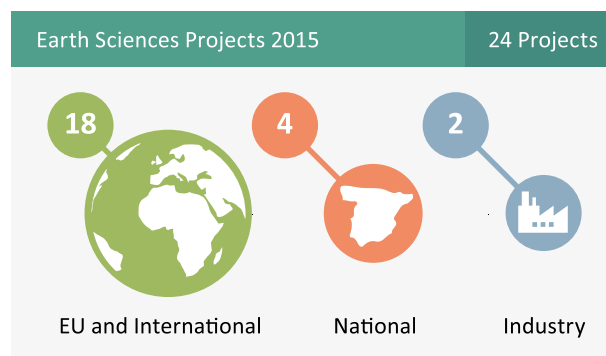 Earth Sciences Projects 2015 24 Projects
18 4 2
EU and International National Industry